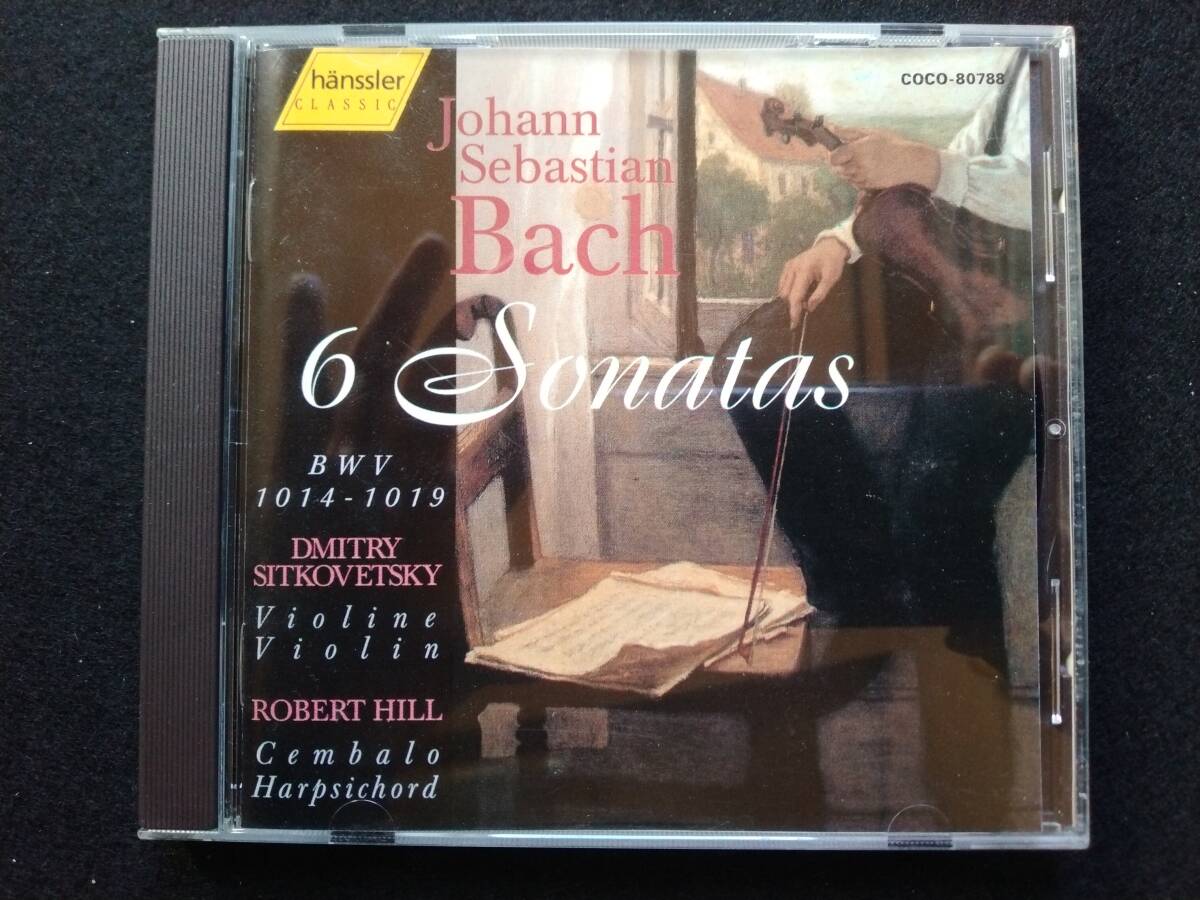 hänssler
CLASSIC
COCO-80788
Johann
Sebastian
Bach
6 Sonatas
BWV
1014-1019
DMITRY
SITKOVETSKY
Violine
Violin
ROBERT HILL
Cembalo
Harpsichord